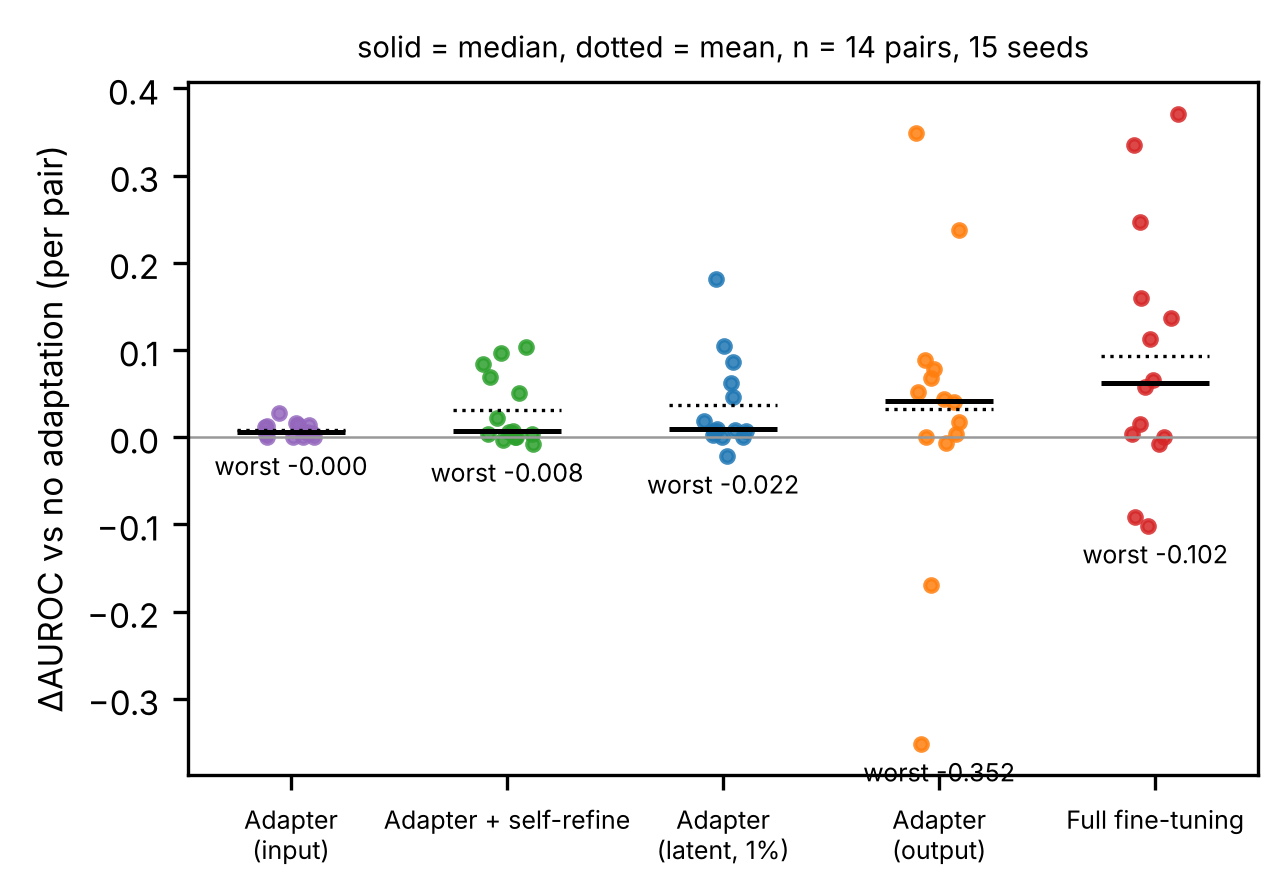 solid = median, dotted = mean, n = 14 pairs, 15 seeds
ΔAUROC vs no adaptation (per pair)
0.4
0.3
0.2
0.1
0.0
−0.1
−0.2
−0.3
worst -0.000
worst -0.008
worst -0.022
worst -0.352
worst -0.102
Adapter
(input)
Adapter + self-refine
Adapter
(latent, 1%)
Adapter
(output)
Full fine-tuning